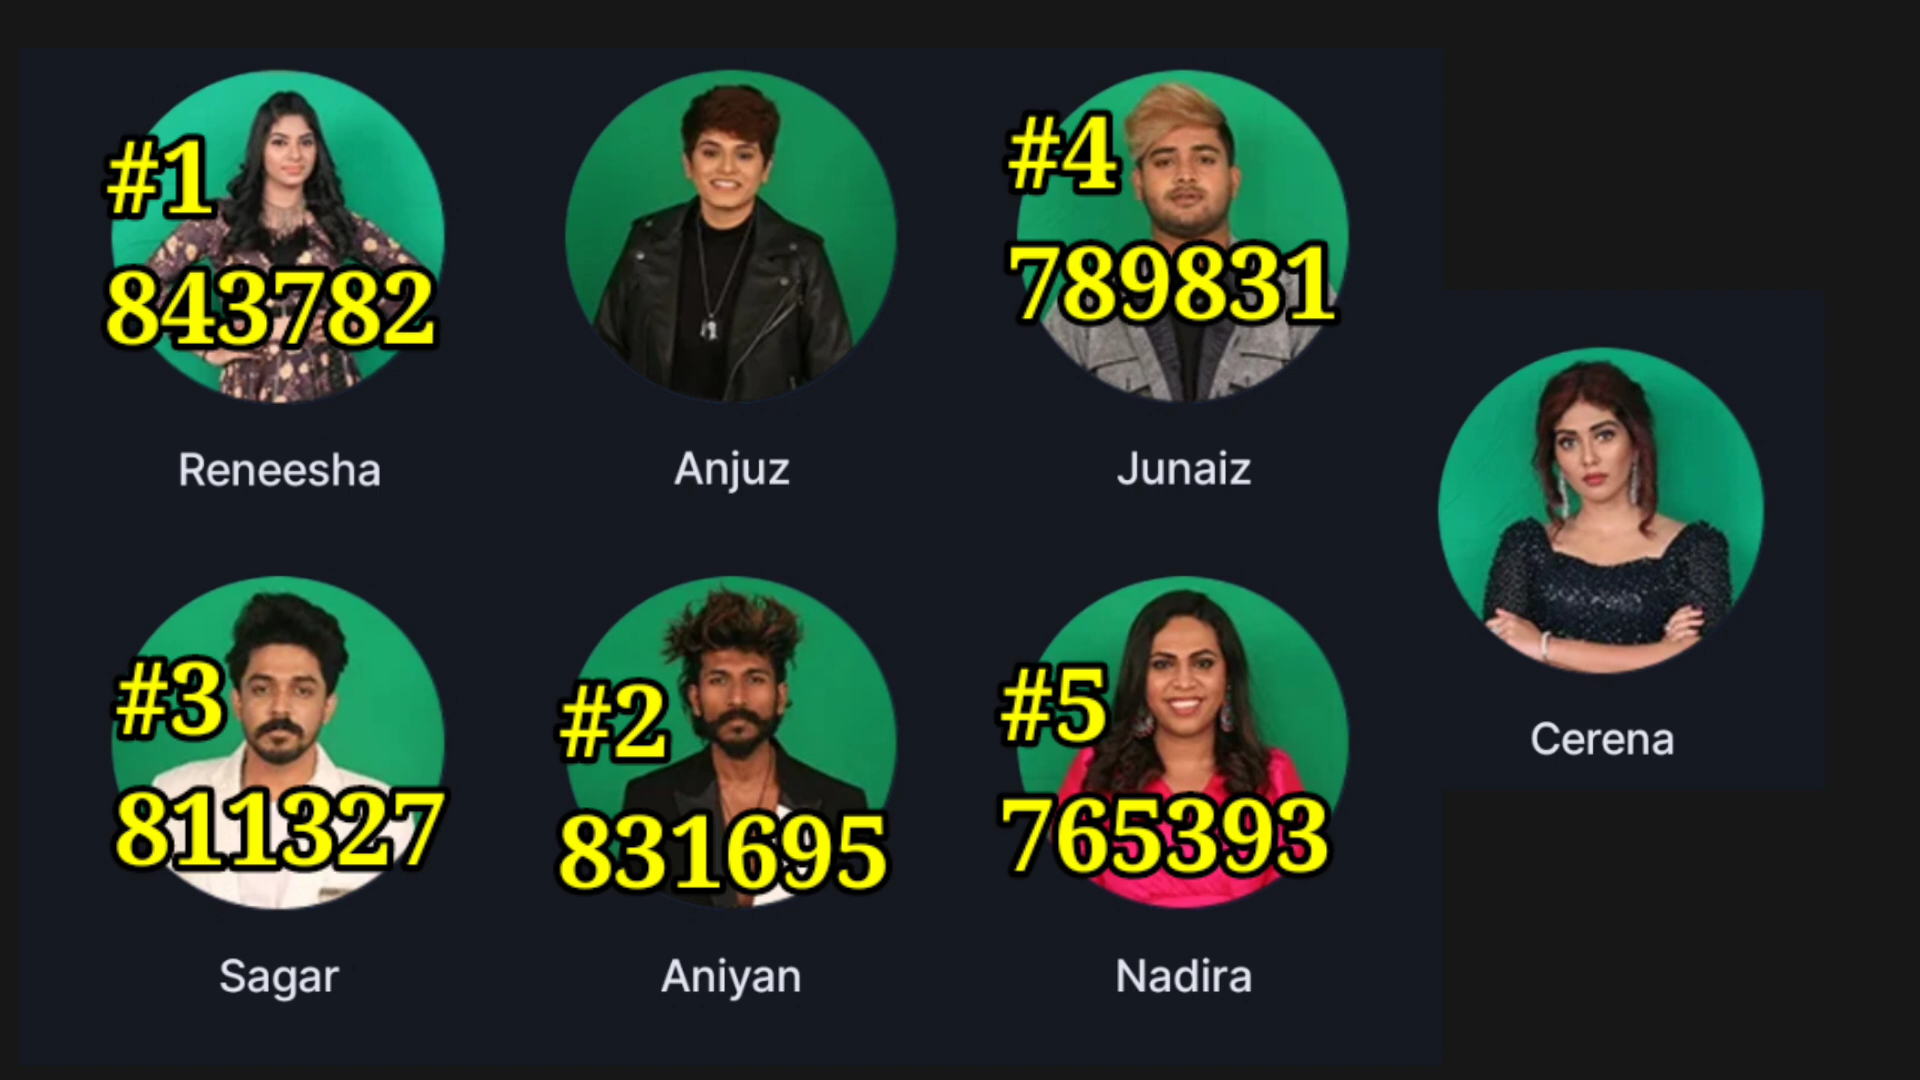 #1
843782
Reneesha
Anjuz
#4
789831
Junaiz
Cerena
#3
811327
Sagar
#2
831695
Aniyan
#5
765393
Nadira